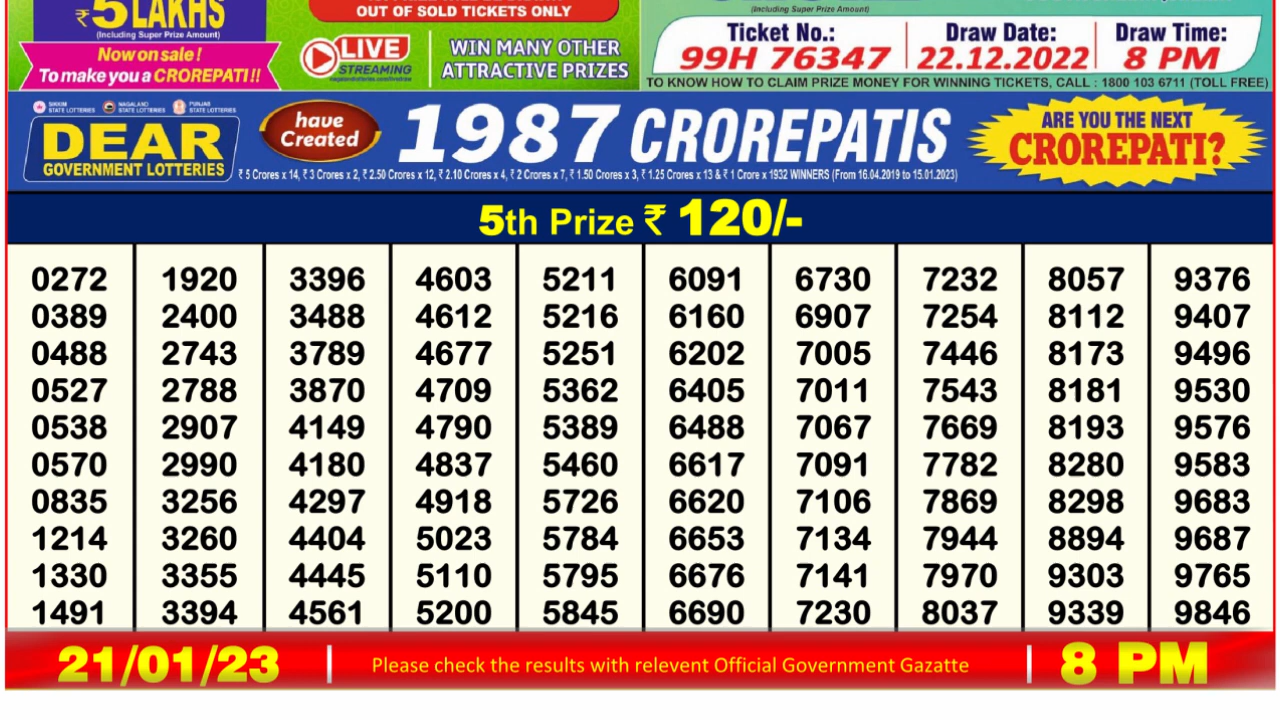 ₹5 LAKHS
(Including Super Prize Amount)
Now on sale !
To make you a CROREPATI !!
OUT OF SOLD TICKETS ONLY
LIVE
STREAMING
WIN MANY OTHER
ATTRACTIVE PRIZES
(Including Super Prize Amount)
Ticket No.: Draw Date: Draw Time:
99H 76347 22.12.2022 8 PM
TO KNOW HOW TO CLAIM PRIZE MONEY FOR WINNING TICKETS, CALL : 1800 103 6711 (TOLL FREE)
SIKKIM STATE LOTTERIES NAGALAND STATE LOTTERIES PUNJAB STATE LOTTERIES
DEAR
GOVERNMENT LOTTERIES
have
Created
1987 CROREPATIS
₹ 5 Crores x 14, ₹ 3 Crores x 2, ₹ 2.50 Crores x 12, ₹ 2.10 Crores x 4, ₹ 2 Crores x 7, ₹ 1.50 Crores x 3, ₹ 1.25 Crores x 13 & ₹ 1 Crore x 1932 WINNERS (From 16.04.2019 to 15.01.2023)
ARE YOU THE NEXT
CROREPATI?
5th Prize ₹ 120/-
0272 1920 3396 4603 5211 6091 6730 7232 8057 9376
0389 2400 3488 4612 5216 6160 6907 7254 8112 9407
0488 2743 3789 4677 5251 6202 7005 7446 8173 9496
0527 2788 3870 4709 5362 6405 7011 7543 8181 9530
0538 2907 4149 4790 5389 6488 7067 7669 8193 9576
0570 2990 4180 4837 5460 6617 7091 7782 8280 9583
0835 3256 4297 4918 5726 6620 7106 7869 8298 9683
1214 3260 4404 5023 5784 6653 7134 7944 8894 9687
1330 3355 4445 5110 5795 6676 7141 7970 9303 9765
1491 3394 4561 5200 5845 6690 7230 8037 9339 9846
21/01/23 | Please check the results with relevent Official Government Gazatte | 8 PM